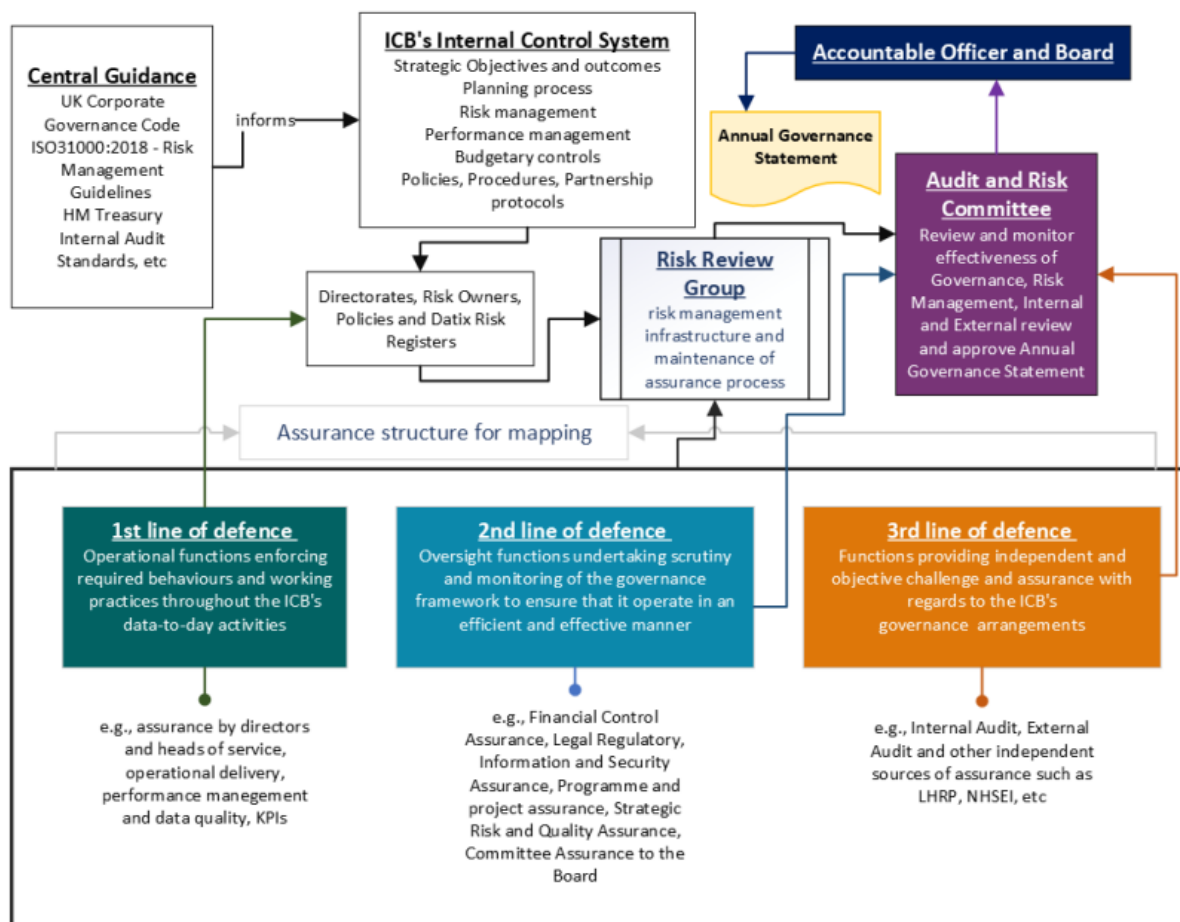 Central Guidance
UK Corporate
Governance Code
ISO31000:2018 - Risk
Management
Guidelines
HM Treasury
Internal Audit
Standards, etc
informs
ICB's Internal Control System
Strategic Objectives and outcomes
Planning process
Risk management
Performance management
Budgetary controls
Policies, Procedures, Partnership
protocols
Accountable Officer and Board
Annual Governance
Statement
Audit and Risk
Committee
Review and monitor
effectiveness of
Governance, Risk
Management, Internal
and External review
and approve Annual
Governance Statement
Directorates, Risk Owners,
Policies and Datix Risk
Registers
Risk Review
Group
risk management
infrastructure and
maintenance of
assurance process
Assurance structure for mapping
1st line of defence
Operational functions enforcing
required behaviours and working
practices throughout the ICB's
data-to-day activities
2nd line of defence
Oversight functions undertaking scrutiny
and monitoring of the governance
framework to ensure that it operate in an
efficient and effective manner
3rd line of defence
Functions providing independent and
objective challenge and assurance with
regards to the ICB's
governance arrangements
e.g., assurance by directors
and heads of service,
operational delivery,
performance manegement
and data quality, KPIs
e.g., Financial Control
Assurance, Legal Regulatory,
Information and Security
Assurance, Programme and
project assurance, Strategic
Risk and Quality Assurance,
Committee Assurance to the
Board
e.g., Internal Audit, External
Audit and other independent
sources of assurance such as
LHRP, NHSEI, etc